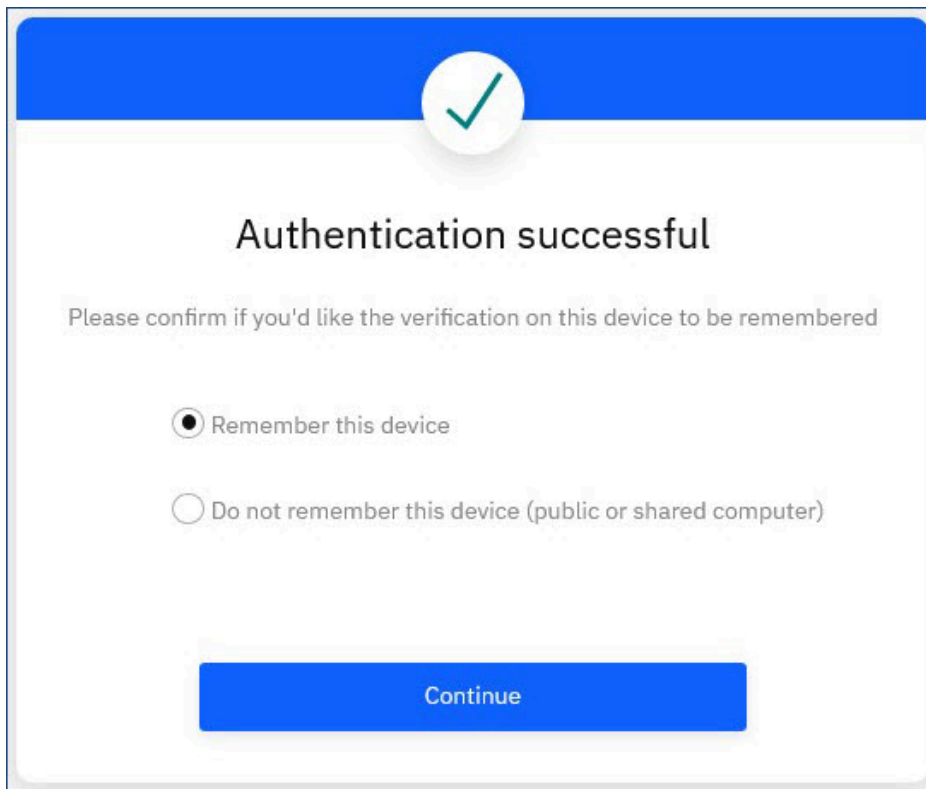 Authentication successful
Please confirm if you'd like the verification on this device to be remembered
Remember this device
Do not remember this device (public or shared computer)
Continue